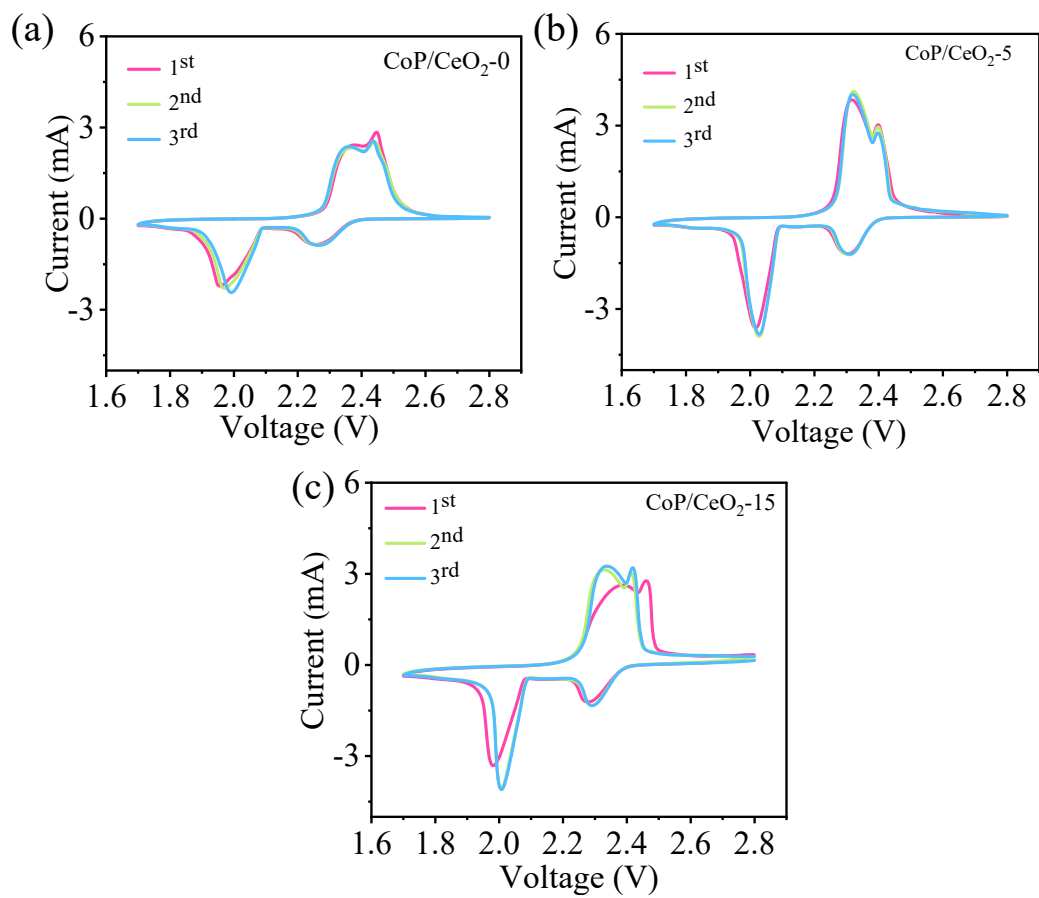 (a)
CoP/CeO₂-0
1ˢᵗ
2ⁿᵈ
3ʳᵈ
6
3
0
-3
Current (mA)
1.6 1.8 2.0 2.2 2.4 2.6 2.8
Voltage (V)
(b)
CoP/CeO₂-5
1ˢᵗ
2ⁿᵈ
3ʳᵈ
6
3
0
-3
Current (mA)
1.6 1.8 2.0 2.2 2.4 2.6 2.8
Voltage (V)
(c)
CoP/CeO₂-15
1ˢᵗ
2ⁿᵈ
3ʳᵈ
6
3
0
-3
Current (mA)
1.6 1.8 2.0 2.2 2.4 2.6 2.8
Voltage (V)